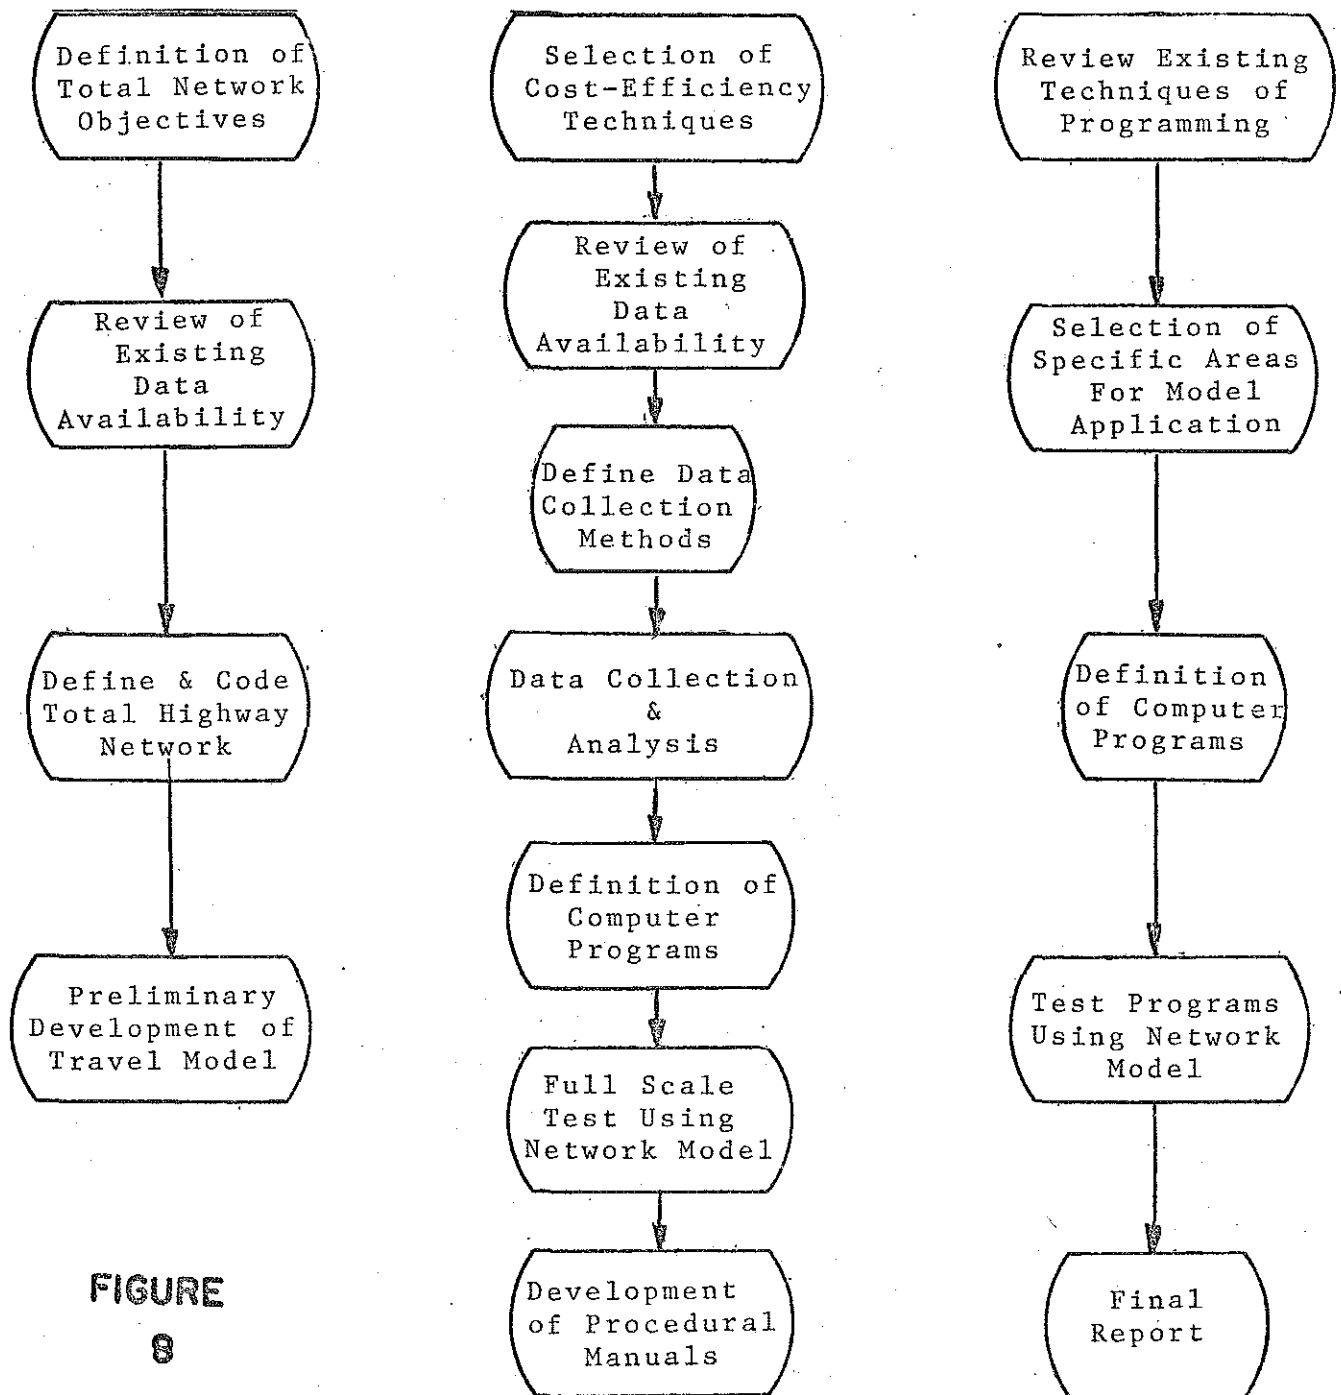 Definition of
Total Network
Objectives
Review of
Existing
Data
Availability
Define & Code
Total Highway
Network
Preliminary
Development of
Travel Model
Selection of
Cost-Efficiency
Techniques
Review of
Existing
Data
Availability
Define Data
Collection
Methods
Data Collection
&
Analysis
Definition of
Computer
Programs
Full Scale
Test Using
Network Model
Development
of Procedural
Manuals
Review Existing
Techniques of
Programming
Selection of
Specific Areas
For Model
Application
Definition
of Computer
Programs
Test Programs
Using Network
Model
Final
Report
FIGURE
8